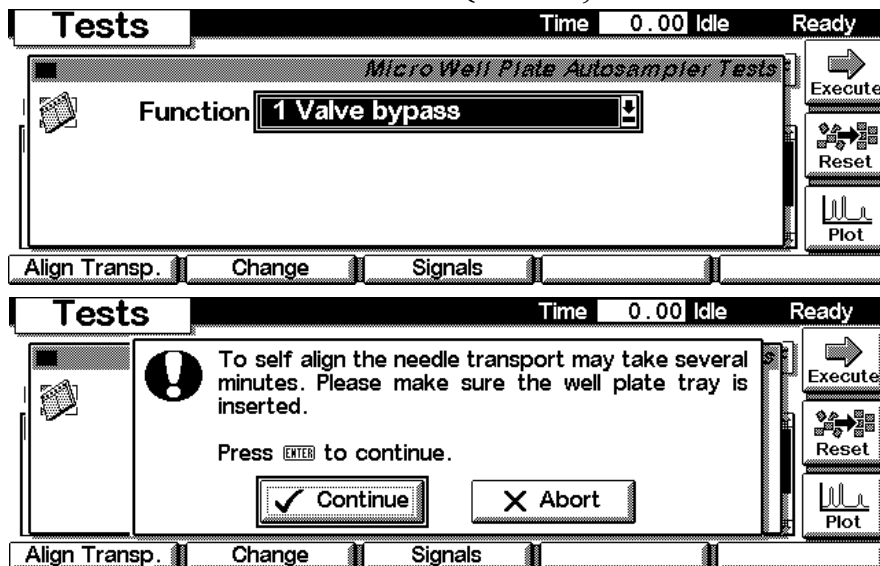 Tests
Time 0.00 Idle Ready
Micro Well Plate Autosampler Tests
Execute
Function 1 Valve bypass
Reset
Plot
Align Transp. Change Signals
Tests
Time 0.00 Idle Ready
To self align the needle transport may take several
minutes. Please make sure the well plate tray is
inserted.
Press ENTER to continue.
Continue Abort
Execute
Reset
Plot
Align Transp. Change Signals